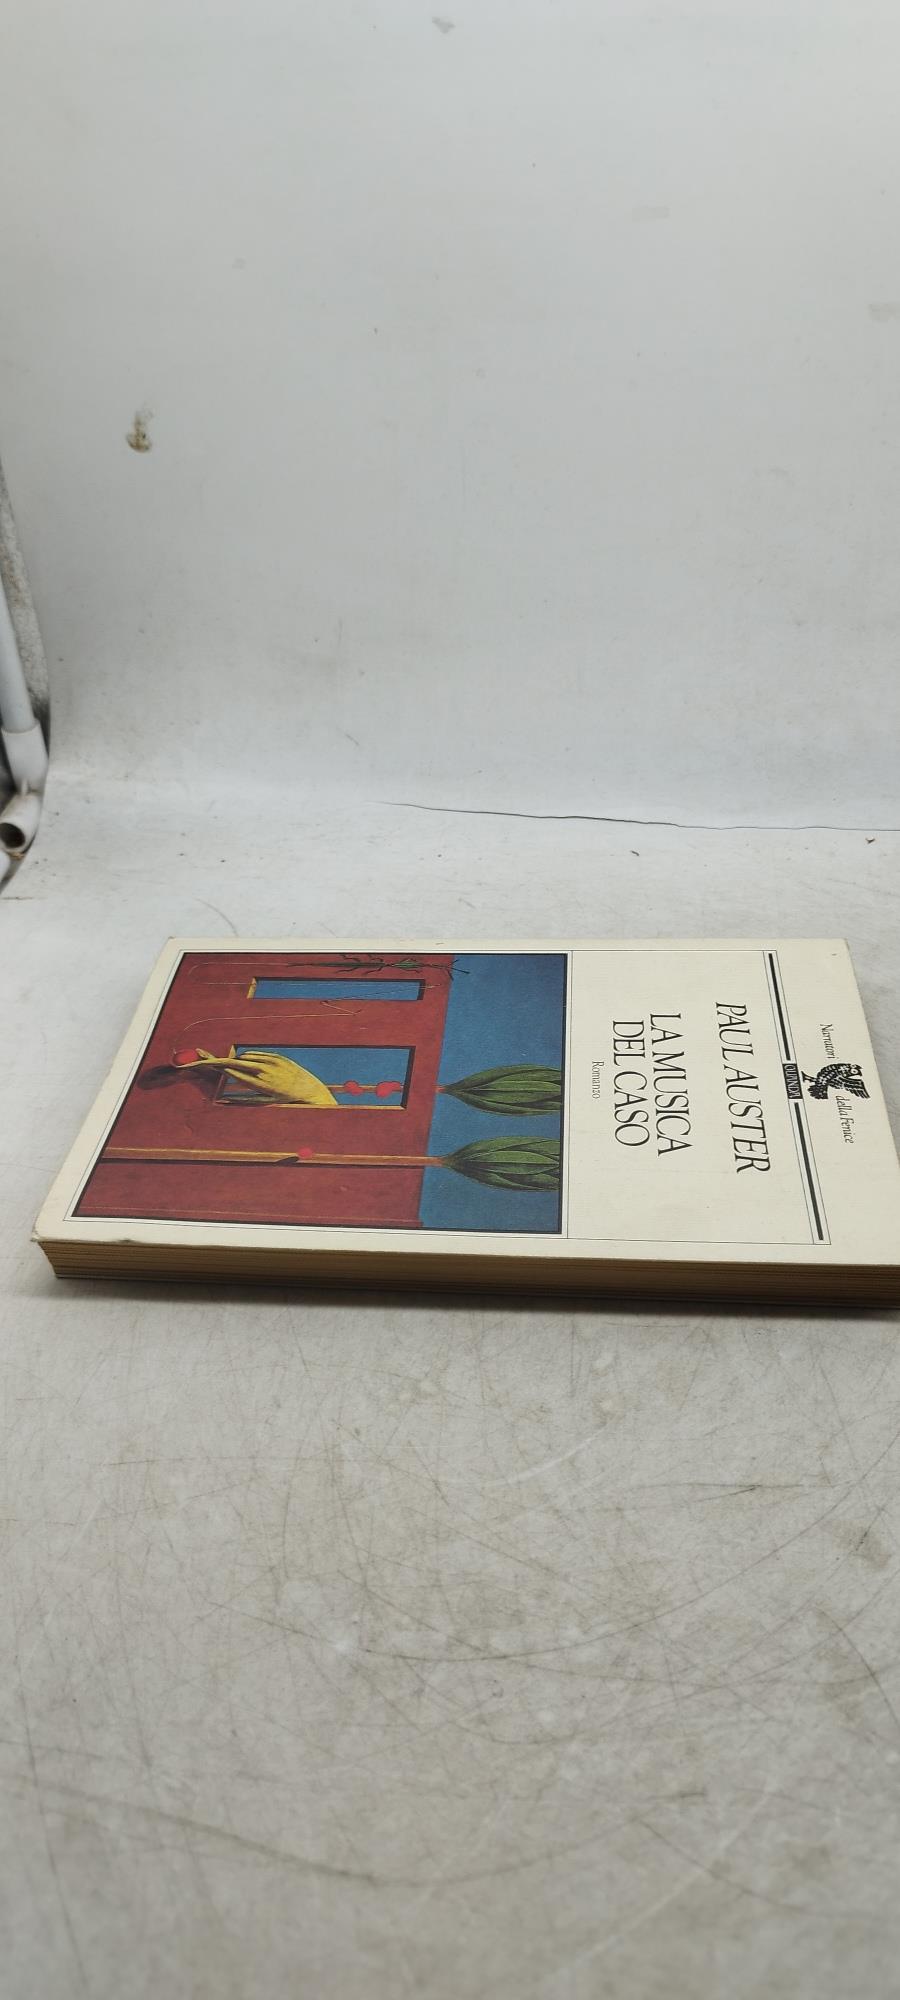 Narratori della Fenice
GUANDA
PAUL AUSTER
LA MUSICA
DEL CASO
Romanzo